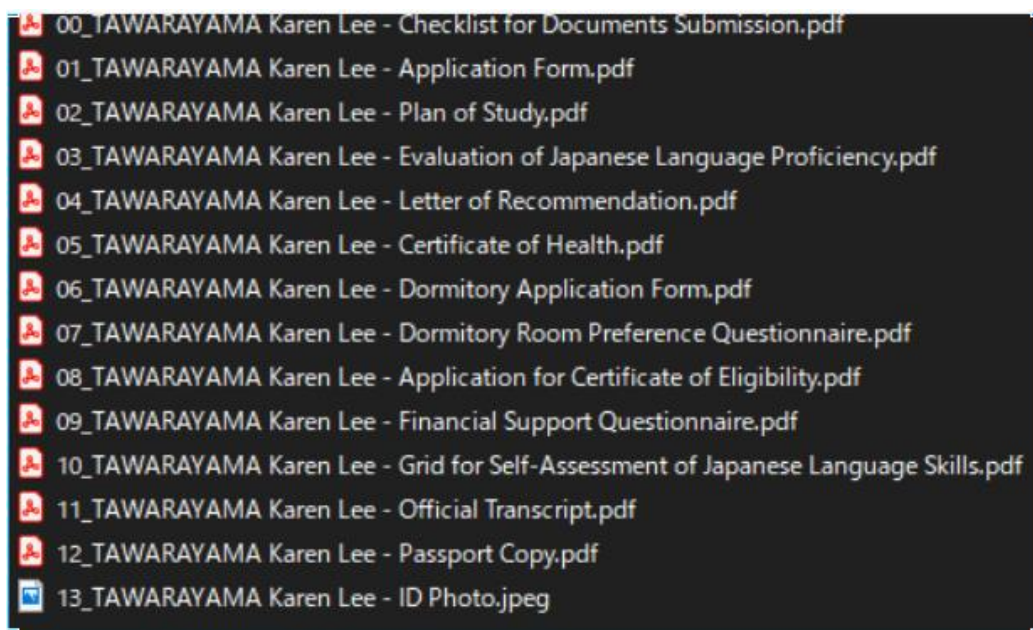 00_TAWARAYAMA Karen Lee - Checklist for Documents Submission.pdf
01_TAWARAYAMA Karen Lee - Application Form.pdf
02_TAWARAYAMA Karen Lee - Plan of Study.pdf
03_TAWARAYAMA Karen Lee - Evaluation of Japanese Language Proficiency.pdf
04_TAWARAYAMA Karen Lee - Letter of Recommendation.pdf
05_TAWARAYAMA Karen Lee - Certificate of Health.pdf
06_TAWARAYAMA Karen Lee - Dormitory Application Form.pdf
07_TAWARAYAMA Karen Lee - Dormitory Room Preference Questionnaire.pdf
08_TAWARAYAMA Karen Lee - Application for Certificate of Eligibility.pdf
09_TAWARAYAMA Karen Lee - Financial Support Questionnaire.pdf
10_TAWARAYAMA Karen Lee - Grid for Self-Assessment of Japanese Language Skills.pdf
11_TAWARAYAMA Karen Lee - Official Transcript.pdf
12_TAWARAYAMA Karen Lee - Passport Copy.pdf
13_TAWARAYAMA Karen Lee - ID Photo.jpeg